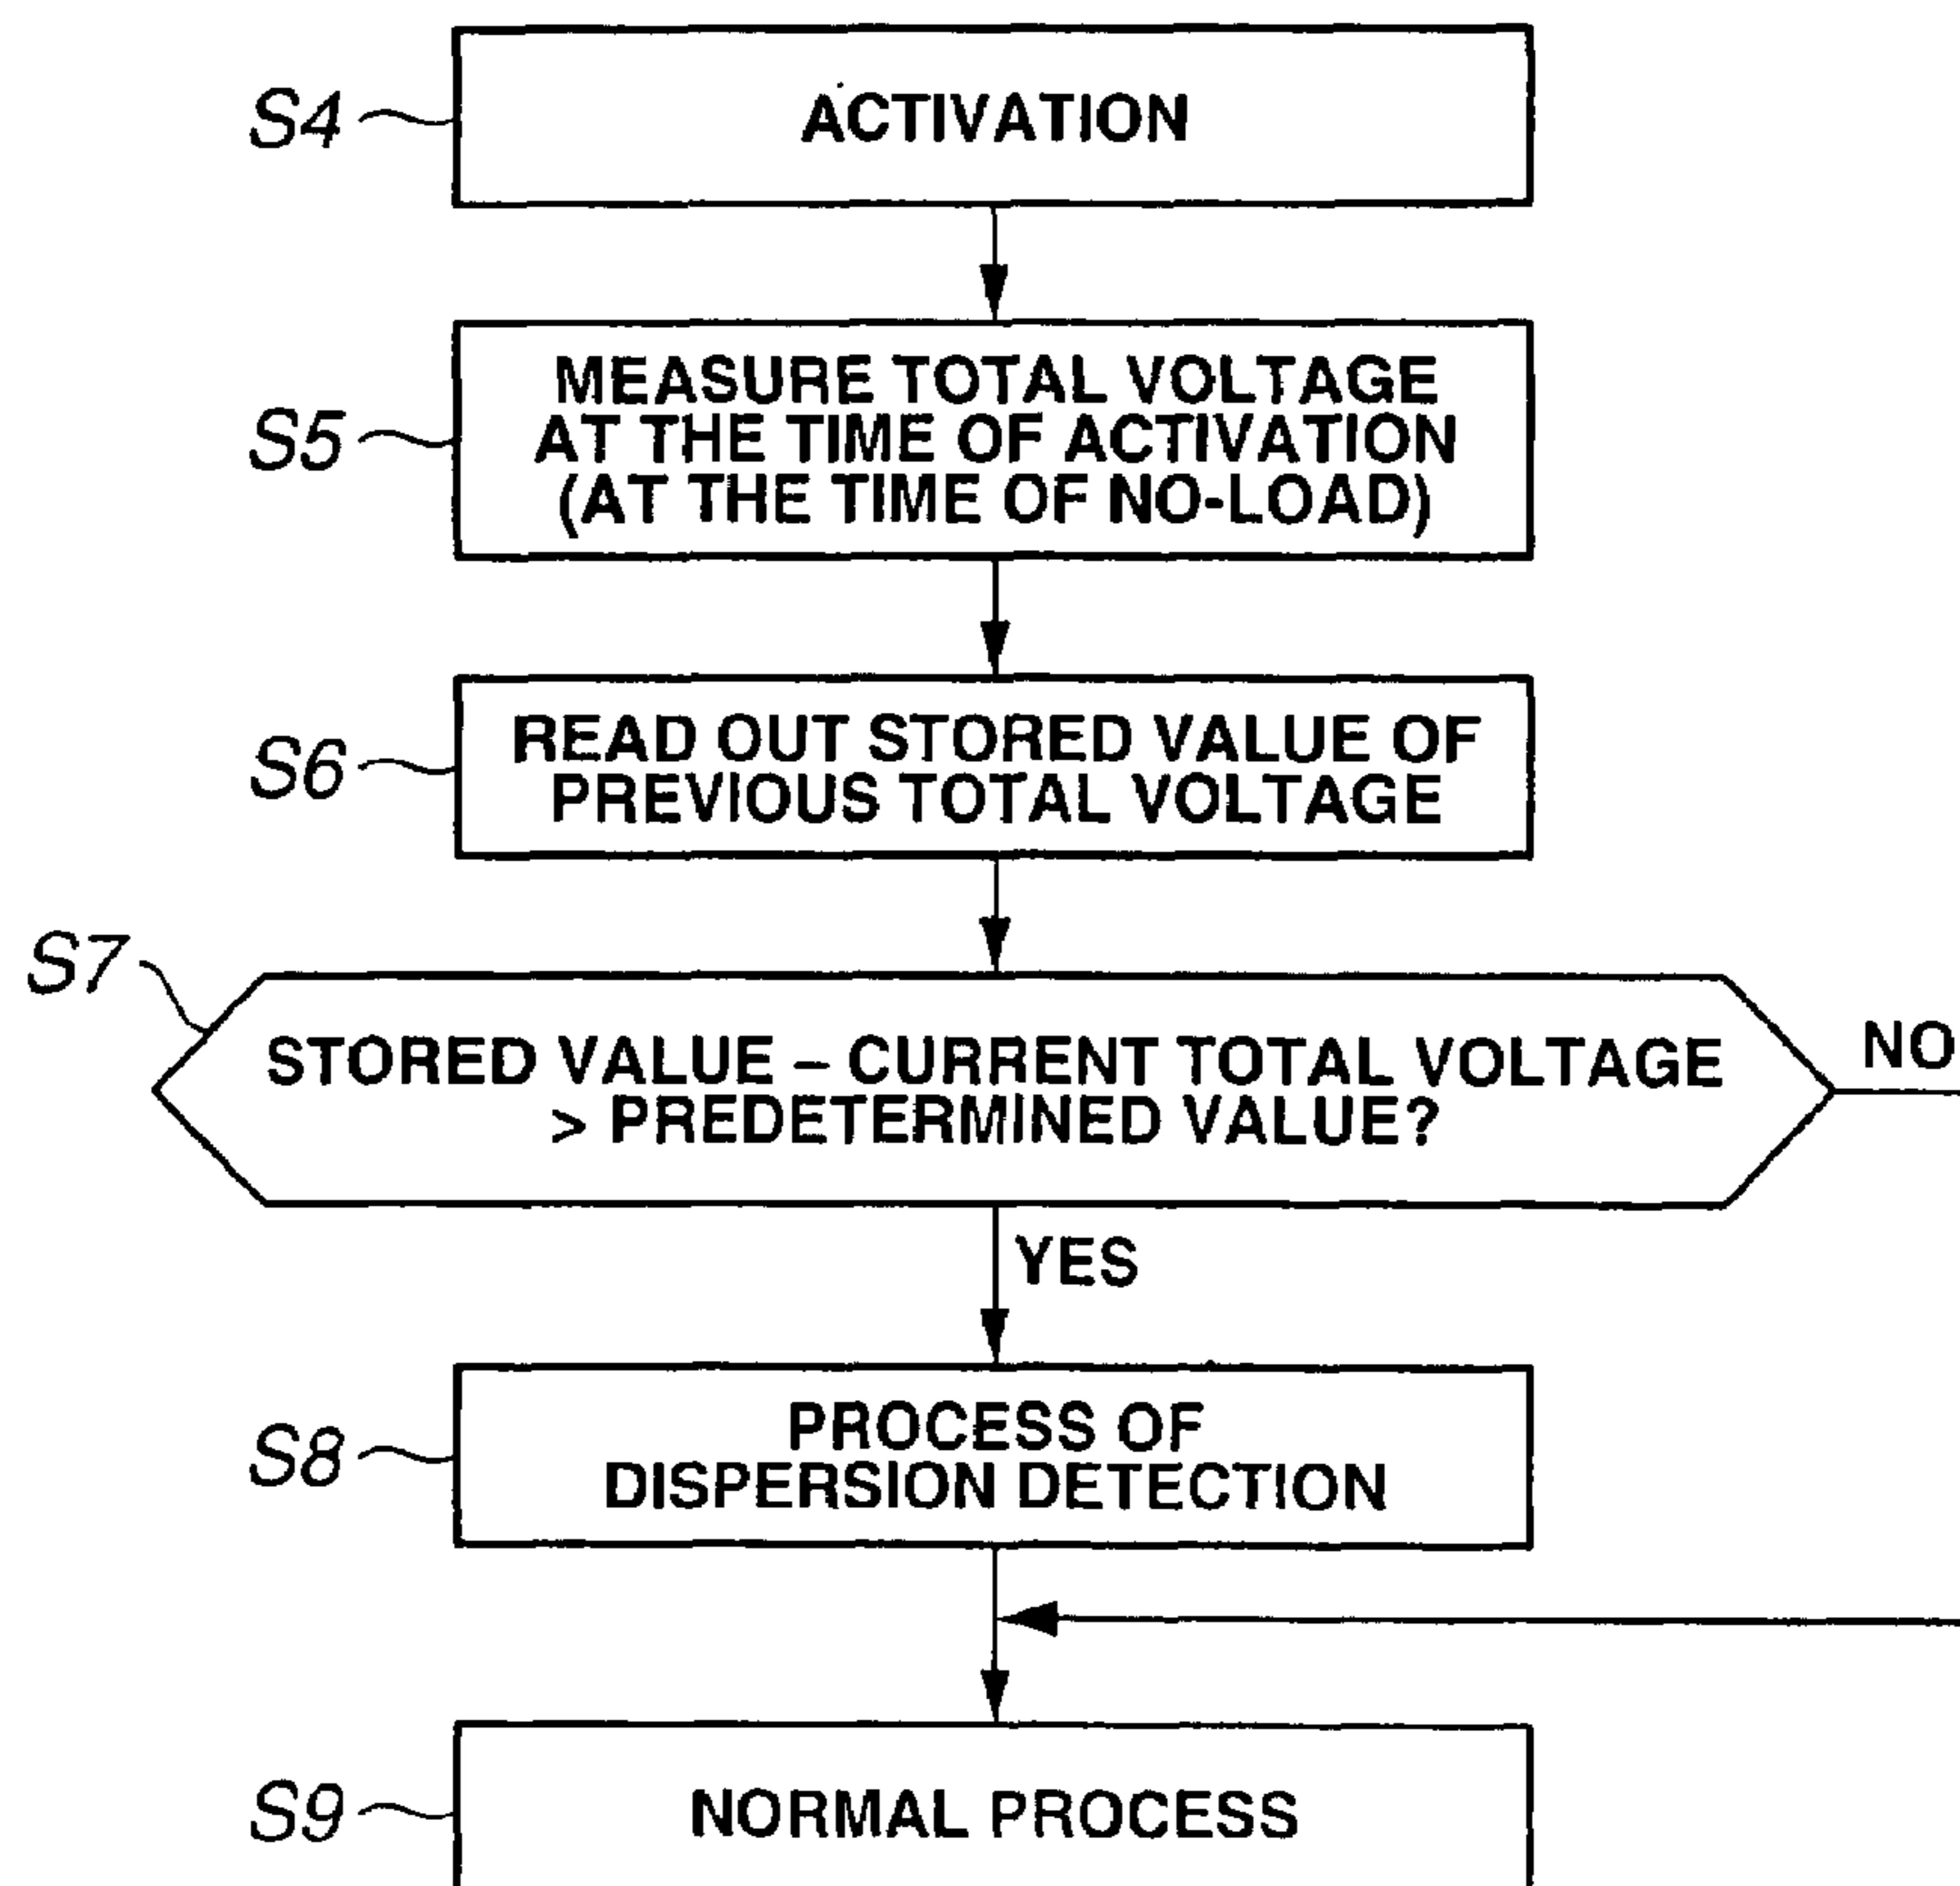 S4
ACTIVATION
S5
MEASURE TOTAL VOLTAGE
AT THE TIME OF ACTIVATION
(AT THE TIME OF NO-LOAD)
S6
READ OUT STORED VALUE OF
PREVIOUS TOTAL VOLTAGE
S7
STORED VALUE – CURRENT TOTAL VOLTAGE
> PREDETERMINED VALUE?
NO
YES
S8
PROCESS OF
DISPERSION DETECTION
S9
NORMAL PROCESS